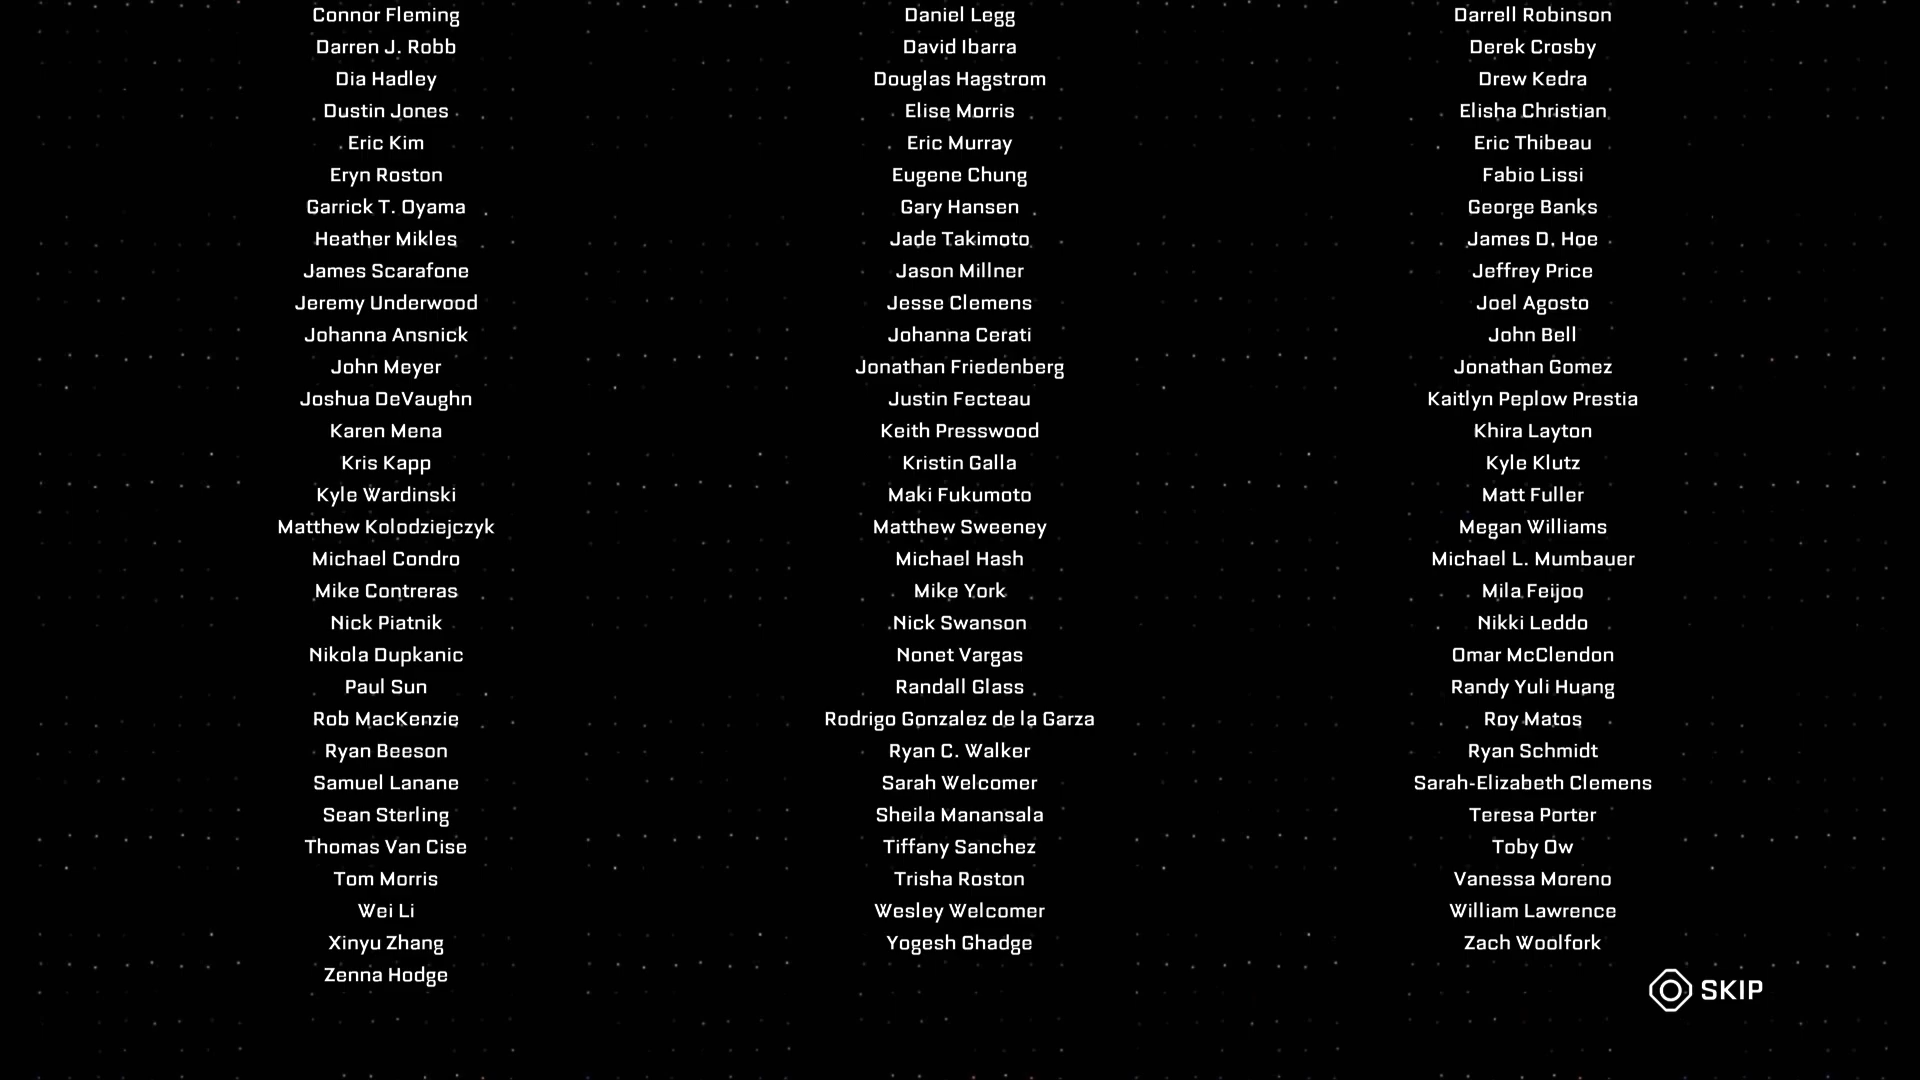 Connor Fleming Daniel Legg Darrell Robinson
Darren J. Robb David Ibarra Derek Crosby
Dia Hadley Douglas Hagstrom Drew Kedra
Dustin Jones Elise Morris Elisha Christian
Eric Kim Eric Murray Eric Thibeau
Eryn Roston Eugene Chung Fabio Lissi
Garrick T. Oyama Gary Hansen George Banks
Heather Mikles Jade Takimoto James D. Hoe
James Scarafone Jason Millner Jeffrey Price
Jeremy Underwood Jesse Clemens Joel Agosto
Johanna Ansnick Johanna Cerati John Bell
John Meyer Jonathan Friedenberg Jonathan Gomez
Joshua DeVaughn Justin Fecteau Kaitlyn Peplow Prestia
Karen Mena Keith Presswood Khira Layton
Kris Kapp Kristin Galla Kyle Klutz
Kyle Wardinski Maki Fukumoto Matt Fuller
Matthew Kolodziejczyk Matthew Sweeney Megan Williams
Michael Condro Michael Hash Michael L. Mumbauer
Mike Contreras Mike York Mila Feijoo
Nick Piatnik Nick Swanson Nikki Leddo
Nikola Dupkanic Nonet Vargas Omar McClendon
Paul Sun Randall Glass Randy Yuli Huang
Rob MacKenzie Rodrigo Gonzalez de la Garza Roy Matos
Ryan Beeson Ryan C. Walker Ryan Schmidt
Samuel Lanane Sarah Welcomer Sarah-Elizabeth Clemens
Sean Sterling Sheila Manansala Teresa Porter
Thomas Van Cise Tiffany Sanchez Toby Ow
Tom Morris Trisha Roston Vanessa Moreno
Wei Li Wesley Welcomer William Lawrence
Xinyu Zhang Yogesh Ghadge Zach Woolfork
Zenna Hodge
SKIP